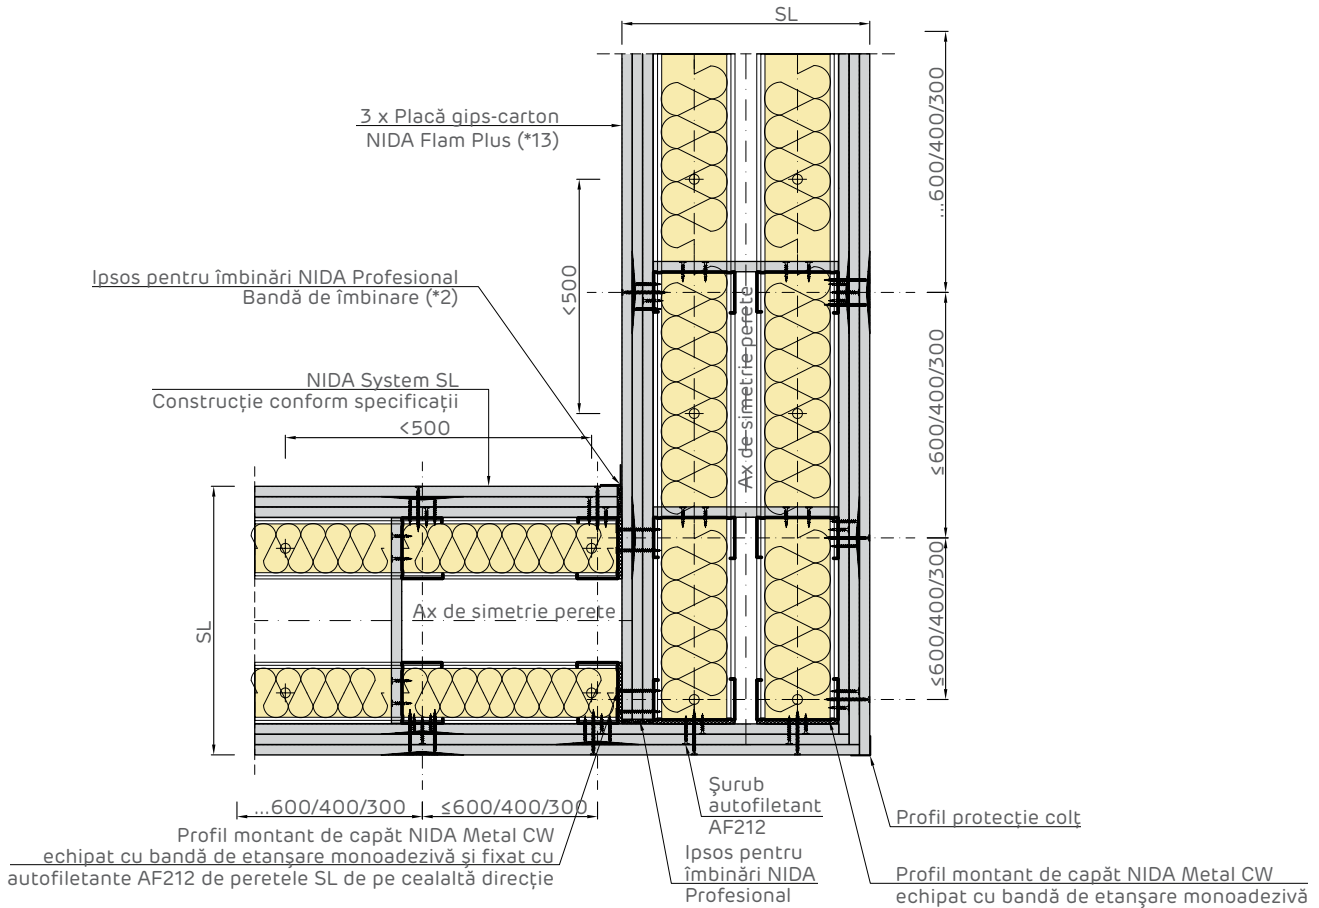 SL
...600/400/300
3 x Placă gips-carton
NIDA Flam Plus (*13)
<500
Ipsos pentru îmbinări NIDA Profesional
Bandă de îmbinare (*2)
Ax de simetrie perete
≤600/400/300
NIDA System SL
Construcție conform specificații
<500
SL
Ax de simetrie perete
≤600/400/300
...600/400/300
≤600/400/300
Șurub
autofiletant
AF212
Profil protecție colț
Profil montant de capăt NIDA Metal CW
echipat cu bandă de etanșare monoadezivă și fixat cu
autofiletante AF212 de peretele SL de pe cealaltă direcție
Ipsos pentru
îmbinări NIDA
Profesional
Profil montant de capăt NIDA Metal CW
echipat cu bandă de etanșare monoadezivă